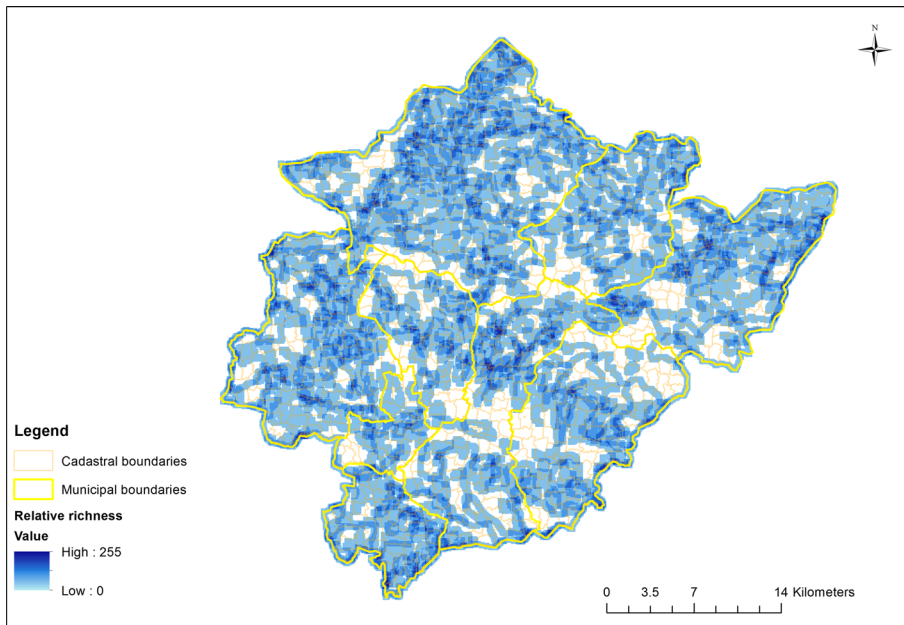 N
Legend
Cadastral boundaries
Municipal boundaries
Relative richness
Value
High : 255
Low : 0
0 3.5 7 14 Kilometers